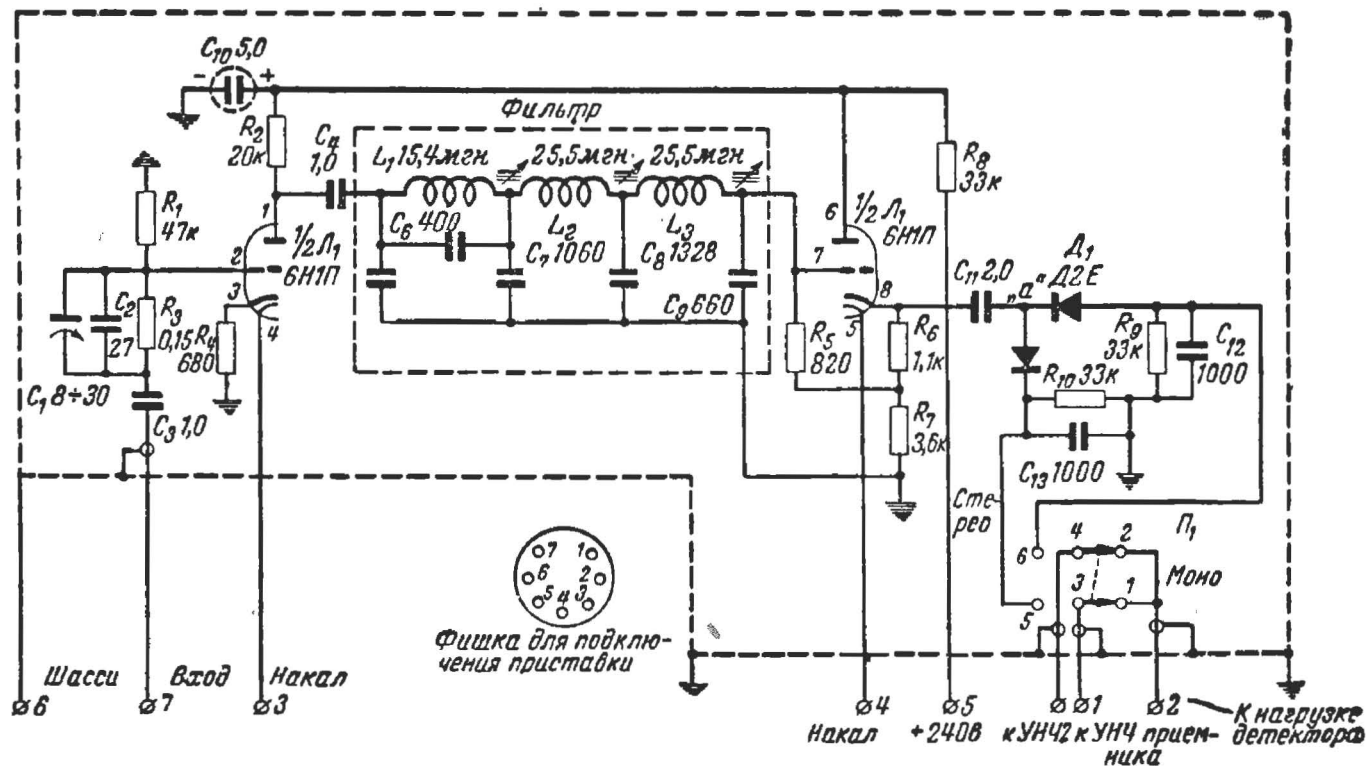 C10 5,0
- +
Фильтр
R2
20к
C4
1,0
L1 15,4мгн
25,5мгн.
25,5мгн
R8
33к
R1
47к
1
2
3
4
1/2 Л1
6Н1П
C6 400
L2
L3
C7 1060
C8 1328
C9 660
6
7
8
5
1/2 Л1
6Н1П
C11 2,0
"а"
Д1
Д2Е
C2
27
R3
0,15
R4
680
R5
820
R6
1,1к
R9
33к
C12
1000
R10 33к
C1 8÷30
C3 1,0
R7
3,6к
C13 1000
Сте-
рео
П1
6
4
2
Моно
5
3
1
7
1
6
2
5
4
3
Фишка для подклю-
чения приставки
Шасси
Вход
Накал
6
7
3
4
5
1
2
Накал
+240в
к УНЧ2
к УНЧ прием-
ника
К нагрузке
детектора